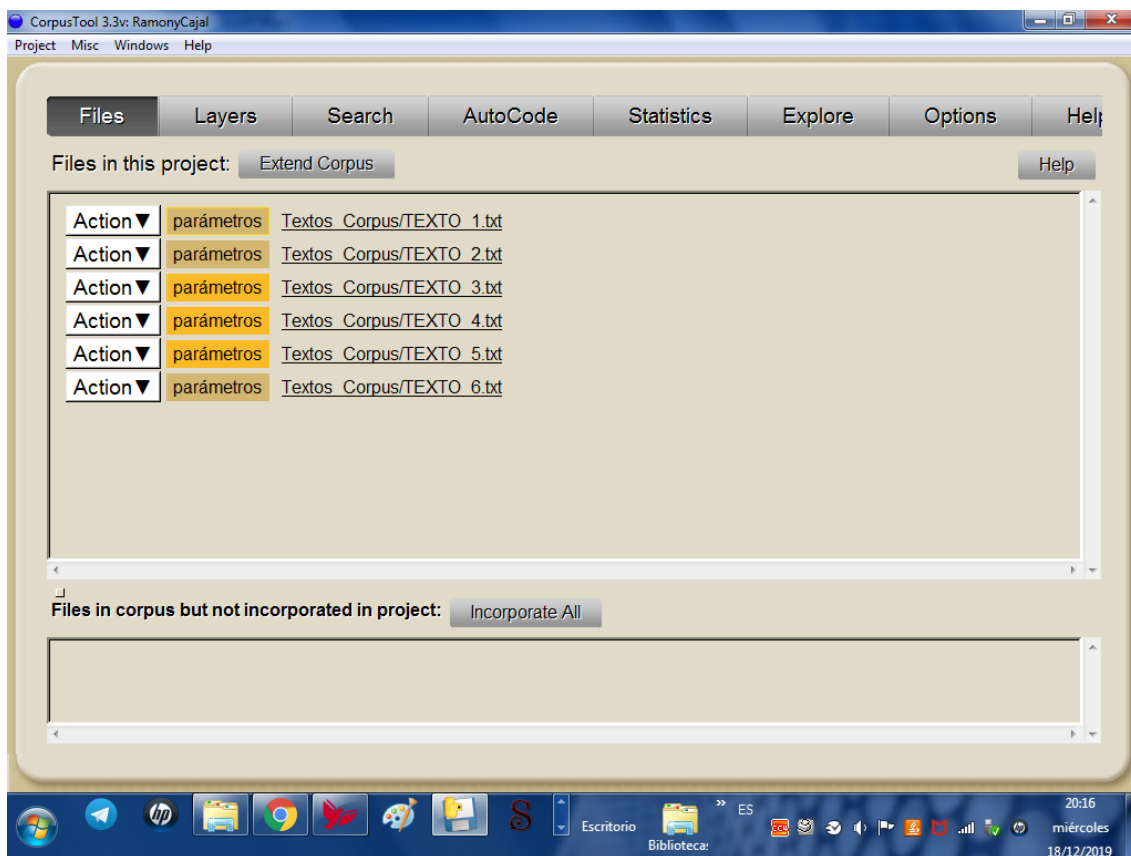 CorpusTool 3.3v: RamonyCajal
Project Misc Windows Help
Files Layers Search AutoCode Statistics Explore Options Help
Files in this project: Extend Corpus Help
Action▼ parámetros Textos_Corpus/TEXTO_1.txt
Action▼ parámetros Textos_Corpus/TEXTO_2.txt
Action▼ parámetros Textos_Corpus/TEXTO_3.txt
Action▼ parámetros Textos_Corpus/TEXTO_4.txt
Action▼ parámetros Textos_Corpus/TEXTO_5.txt
Action▼ parámetros Textos_Corpus/TEXTO_6.txt
Files in corpus but not incorporated in project: Incorporate All
hp S Escritorio Bibliotecas » ES
20:16
miércoles
18/12/2019